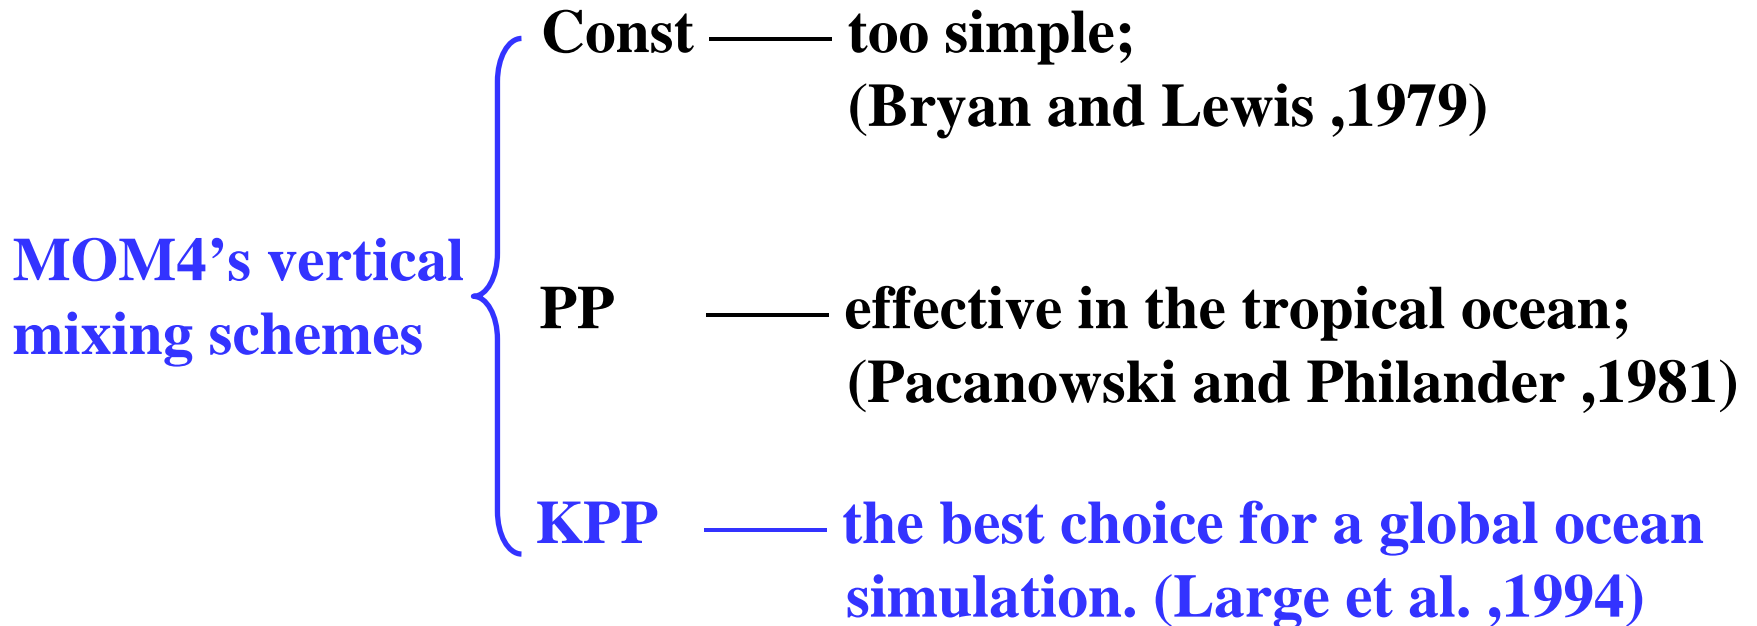 MOM4’s vertical
mixing schemes
Const
too simple;
(Bryan and Lewis ,1979)
PP
effective in the tropical ocean;
(Pacanowski and Philander ,1981)
KPP
the best choice for a global ocean
simulation. (Large et al. ,1994)